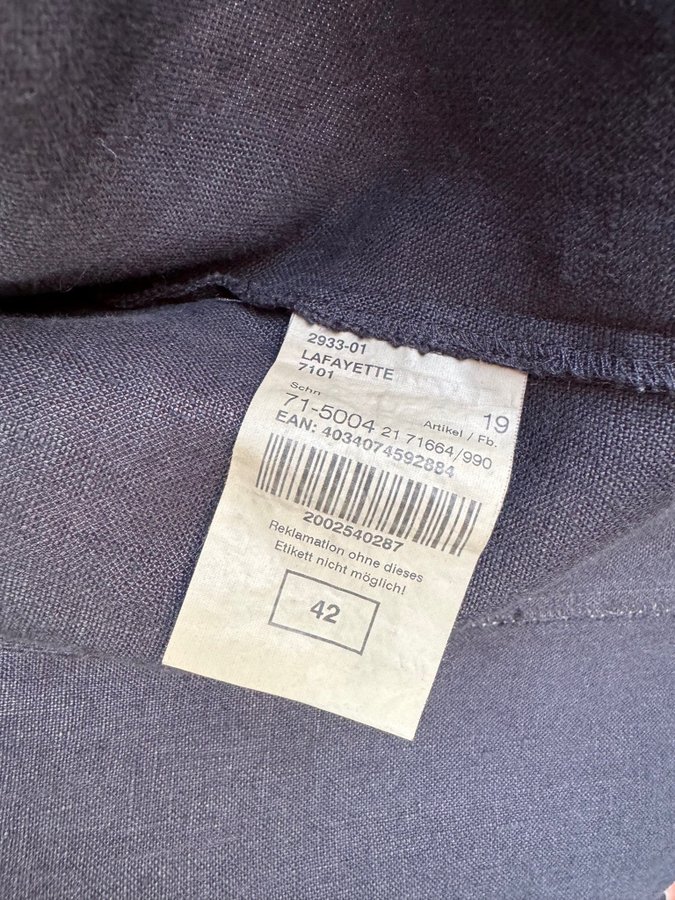 2933-01
LAFAYETTE
7101
19
Schn Artikel / Fb.
71-5004 21 71664/990
EAN: 4034074592884
2002540287
Reklamation ohne dieses
Etikett nicht möglich!
42